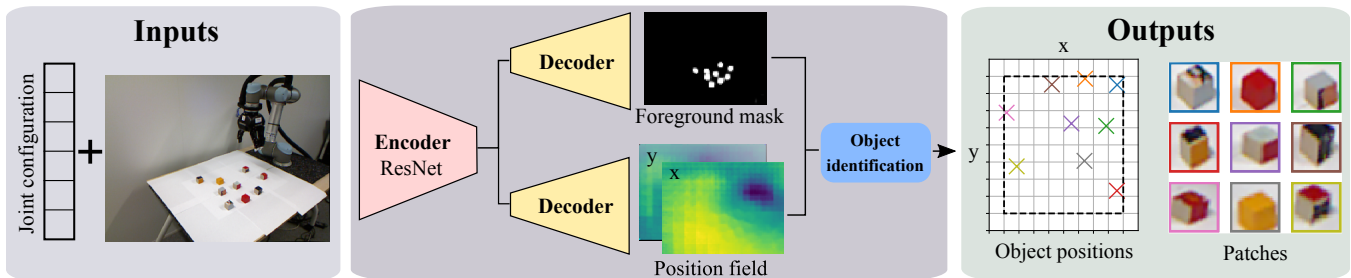 Inputs
Joint configuration
+
Encoder
ResNet
Decoder
Foreground mask
Decoder
y
x
Position field
Object
identification
Outputs
x
y
Object positions
Patches